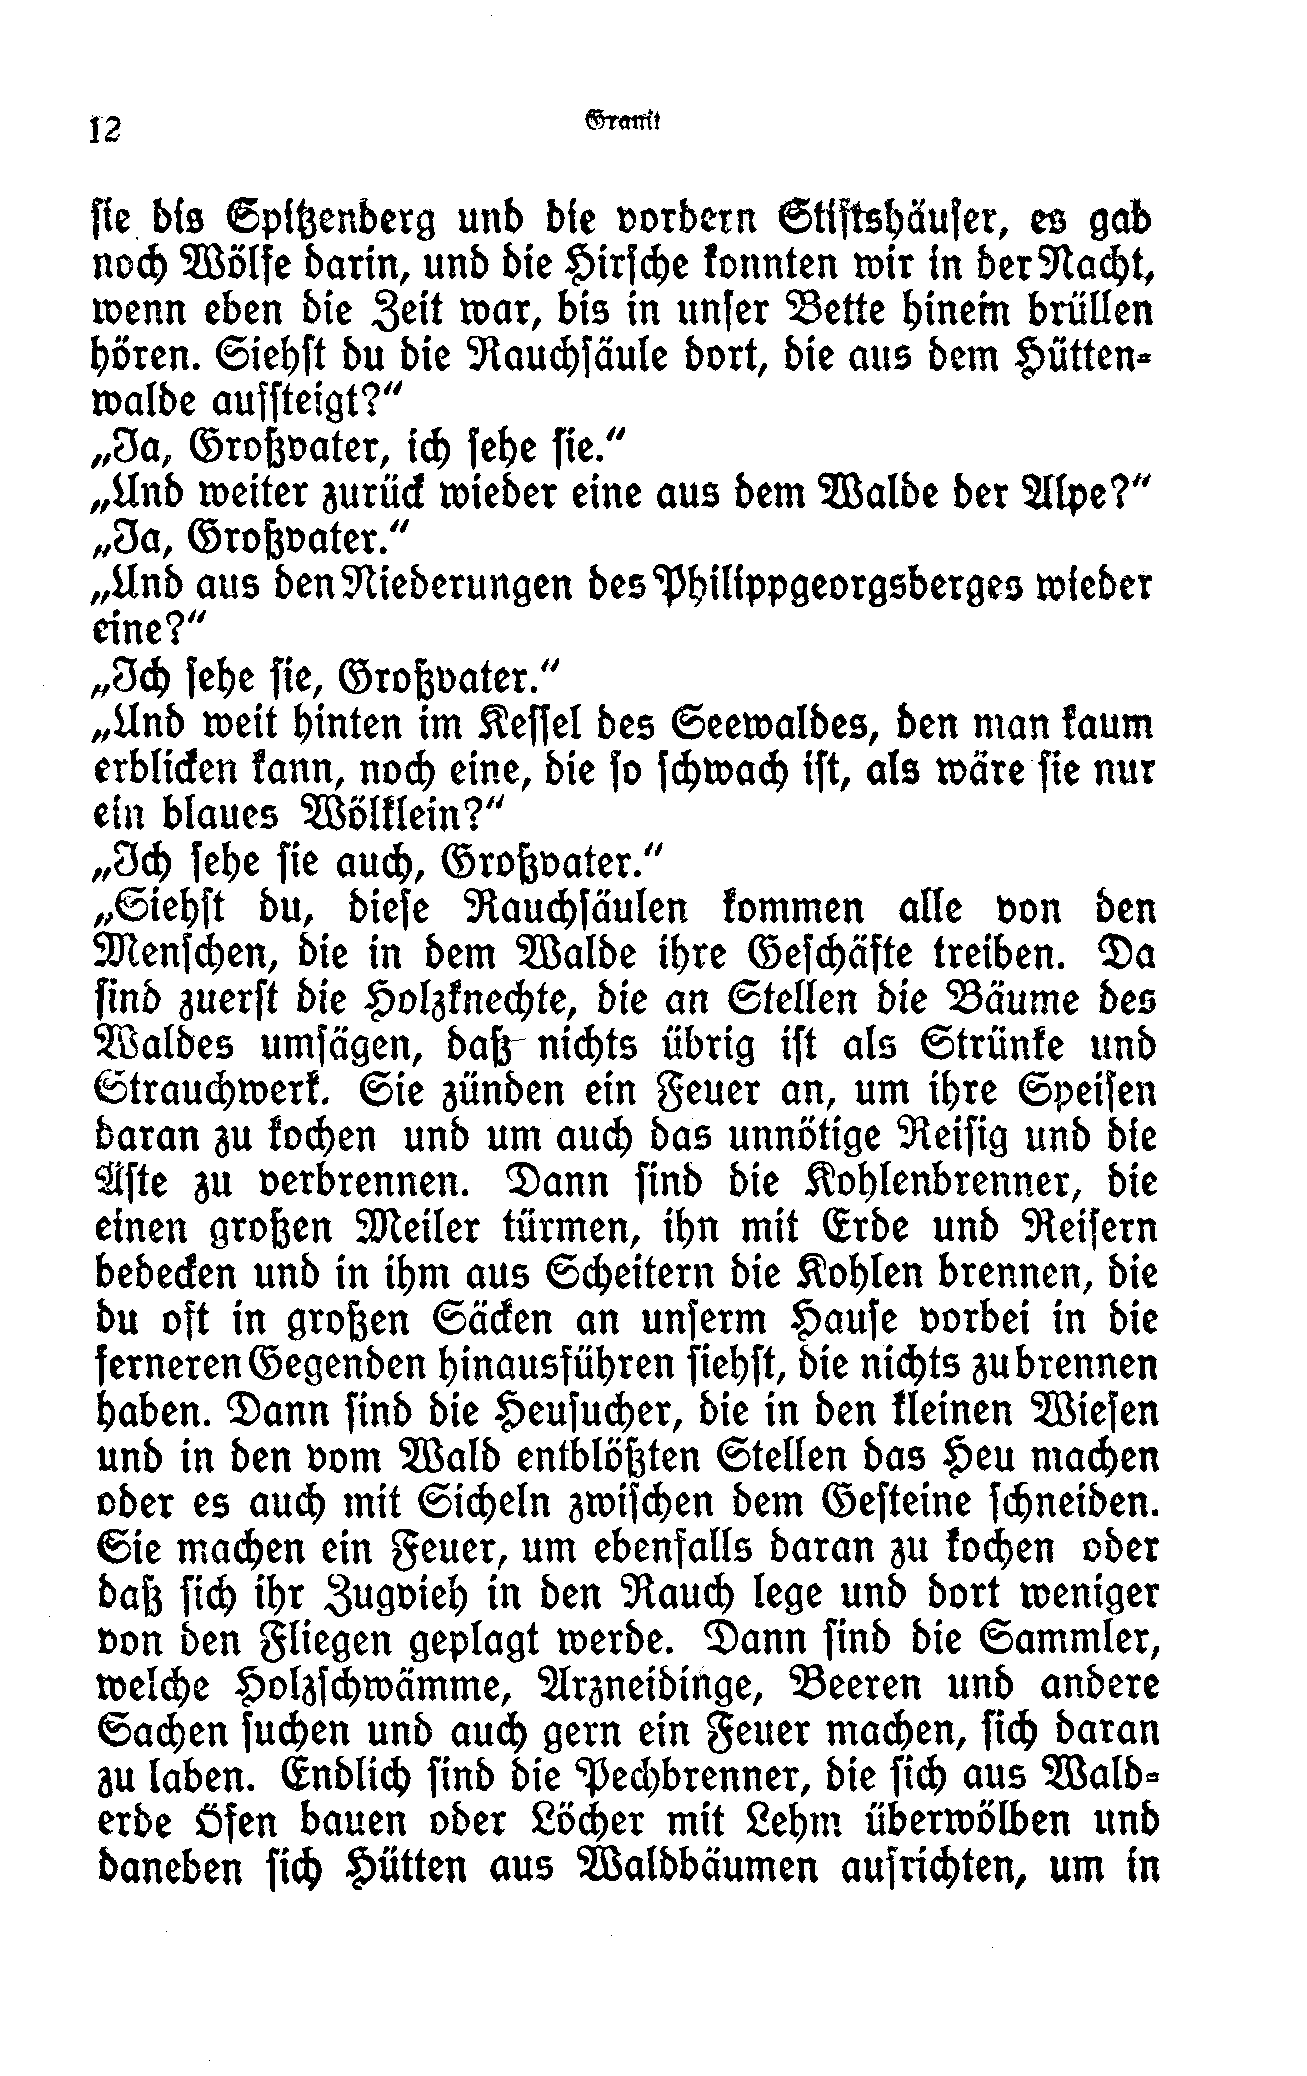 12
Granit
sie bis Spitzenberg und die vordern Stiftshäuser, es gab
noch Wölfe darin, und die Hirsche konnten wir in der Nacht,
wenn eben die Zeit war, bis in unser Bette hinein brüllen
hören. Siehst du die Rauchsäule dort, die aus dem Hütten-
walde aufsteigt?“
„Ja, Großvater, ich sehe sie.“
„Und weiter zurück wieder eine aus dem Walde der Alpe?“
„Ja, Großvater.“
„Und aus den Niederungen des Philippgeorgsberges wieder
eine?“
„Ich sehe sie, Großvater.“
„Und weit hinten im Kessel des Seewaldes, den man kaum
erblicken kann, noch eine, die so schwach ist, als wäre sie nur
ein blaues Wölklein?“
„Ich sehe sie auch, Großvater.“
„Siehst du, diese Rauchsäulen kommen alle von den
Menschen, die in dem Walde ihre Geschäfte treiben. Da
sind zuerst die Holzknechte, die an Stellen die Bäume des
Waldes umsägen, daß nichts übrig ist als Strünke und
Strauchwerk. Sie zünden ein Feuer an, um ihre Speisen
daran zu kochen und um auch das unnötige Reisig und die
Äste zu verbrennen. Dann sind die Kohlenbrenner, die
einen großen Meiler türmen, ihn mit Erde und Reisern
bedecken und in ihm aus Scheitern die Kohlen brennen, die
du oft in großen Säcken an unserm Hause vorbei in die
ferneren Gegenden hinausführen siehst, die nichts zu brennen
haben. Dann sind die Heusucher, die in den kleinen Wiesen
und in den vom Wald entblößten Stellen das Heu machen
oder es auch mit Sicheln zwischen dem Gesteine schneiden.
Sie machen ein Feuer, um ebenfalls daran zu kochen oder
daß sich ihr Zugvieh in den Rauch lege und dort weniger
von den Fliegen geplagt werde. Dann sind die Sammler,
welche Holzschwämme, Arzneidinge, Beeren und andere
Sachen suchen und auch gern ein Feuer machen, sich daran
zu laben. Endlich sind die Pechbrenner, die sich aus Wald-
erde Öfen bauen oder Löcher mit Lehm überwölben und
daneben sich Hütten aus Waldbäumen aufrichten, um in